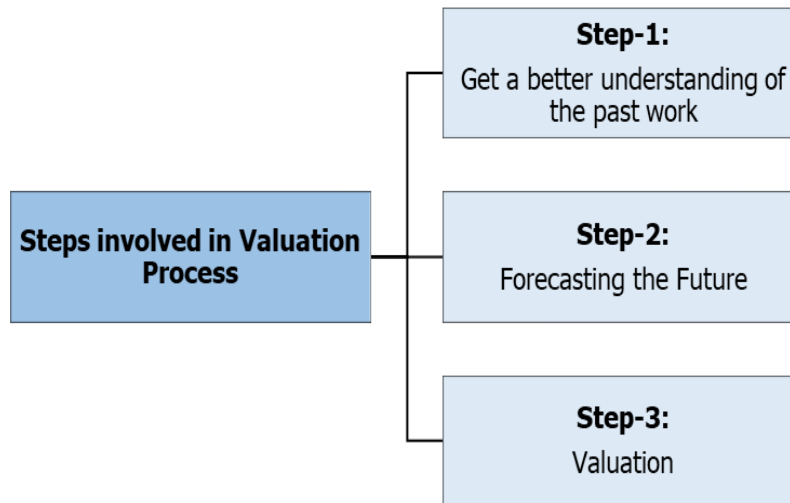 Steps involved in Valuation
Process
Step-1:
Get a better understanding of
the past work
Step-2:
Forecasting the Future
Step-3:
Valuation